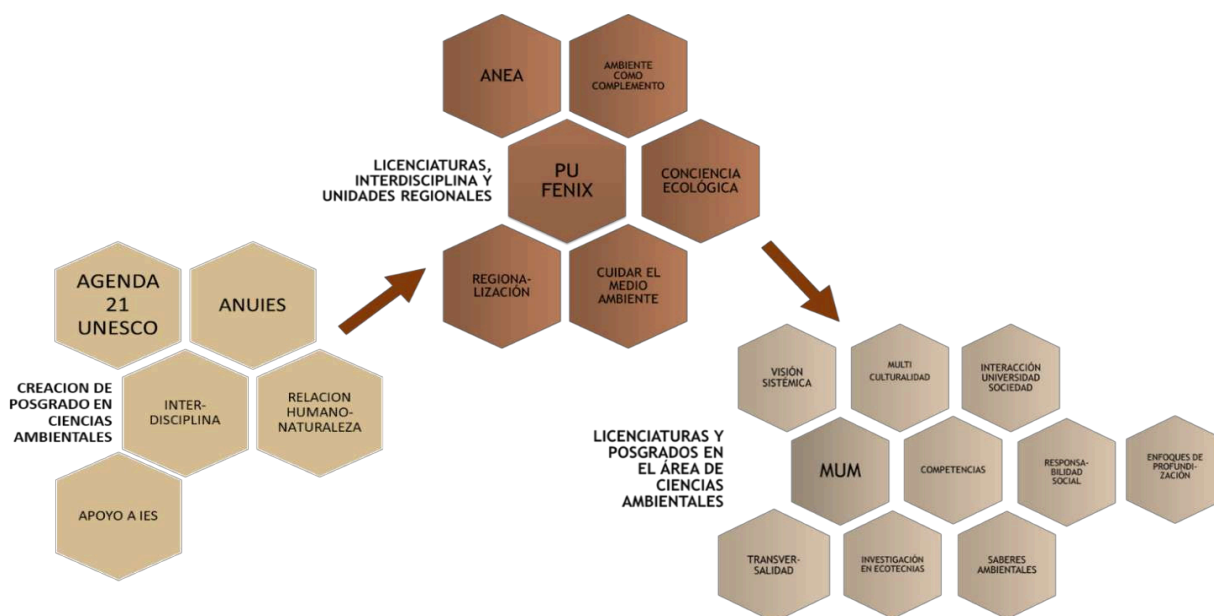 ANEA
AMBIENTE
COMO
COMPLEMENTO
LICENCIATURAS,
INTERDISCIPLINA Y
UNIDADES REGIONALES
PU
FENIX
CONCIENCIA
ECOLÓGICA
REGIONA-
LIZACIÓN
CUIDAR EL
MEDIO
AMBIENTE
AGENDA
21
UNESCO
ANUIES
CREACION DE
POSGRADO EN
CIENCIAS
AMBIENTALES
INTER-
DISCIPLINA
RELACION
HUMANO-
NATURALEZA
APOYO A IES
VISIÓN
SISTÉMICA
MULTI
CULTURALIDAD
INTERACCIÓN
UNIVERSIDAD
SOCIEDAD
LICENCIATURAS Y
POSGRADOS EN
EL ÁREA DE
CIENCIAS
AMBIENTALES
MUM
COMPETENCIAS
RESPONSA-
BILIDAD
SOCIAL
ENFOQUES DE
PROFUNDI-
ZACIÓN
TRANSVER-
SALIDAD
INVESTIGACIÓN
EN ECOTECNIAS
SABERES
AMBIENTALES